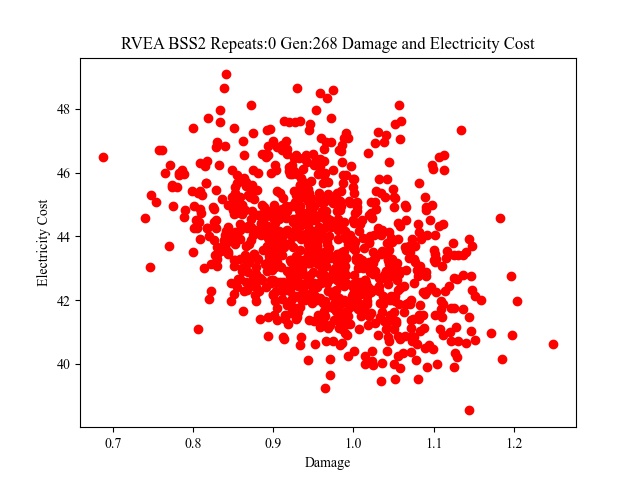 RVEA BSS2 Repeats:0 Gen:268 Damage and Electricity Cost
48
46
44
42
40
Electricity Cost
0.7 0.8 0.9 1.0 1.1 1.2
Damage